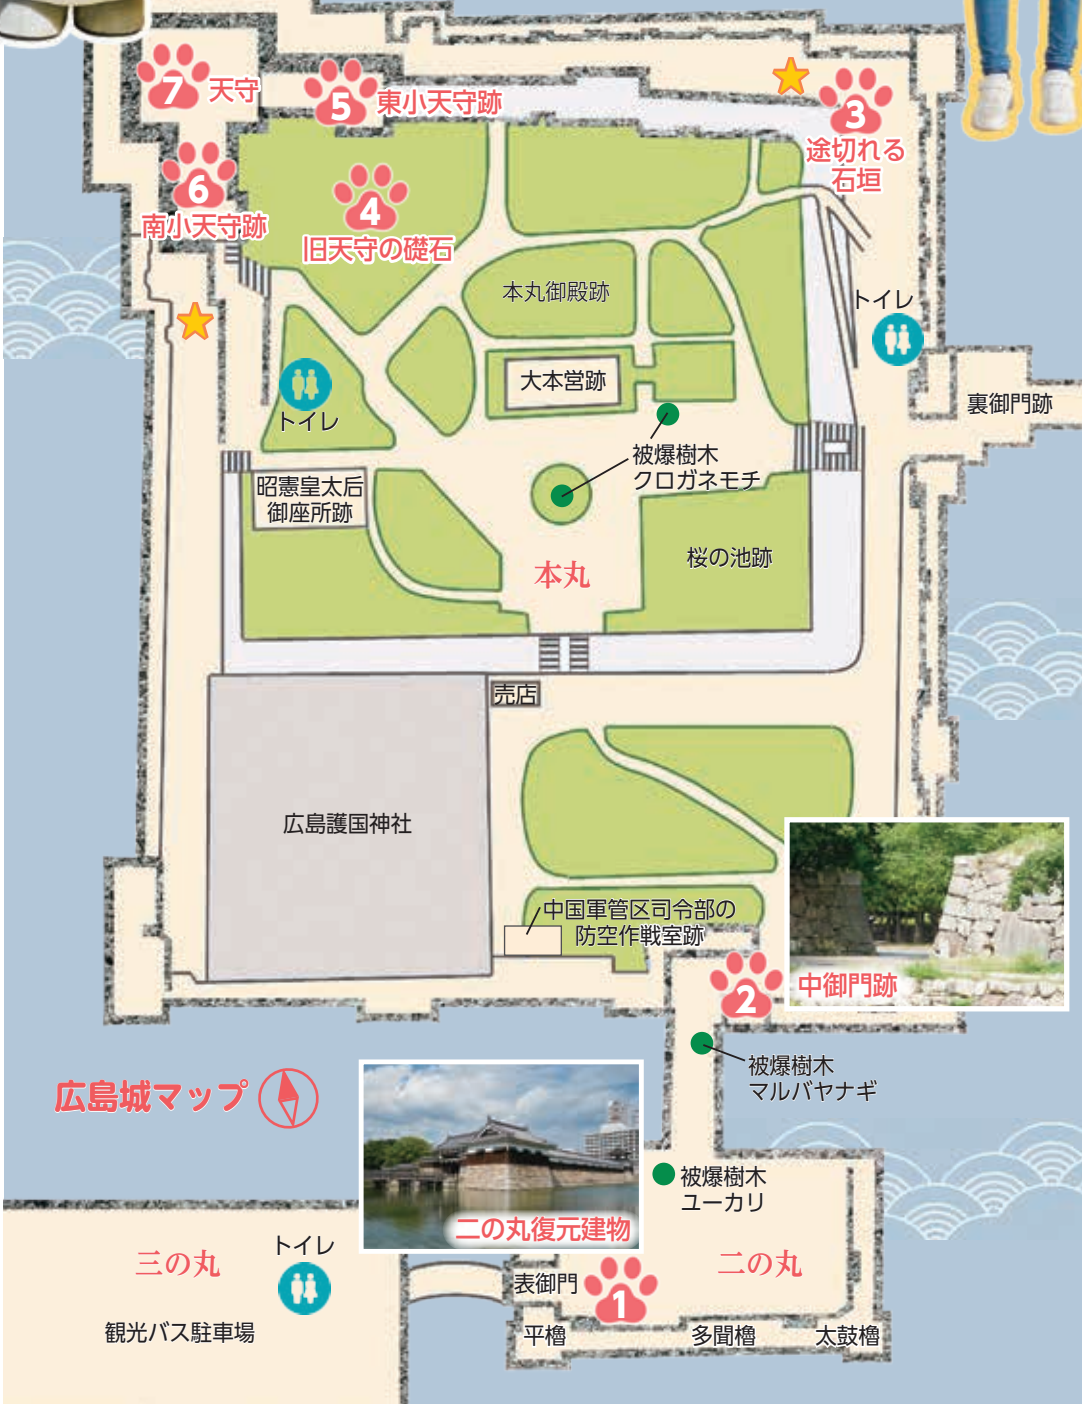 7
天守
5
東小天守跡
3
途切れる
石垣
6
南小天守跡
4
旧天守の礎石
本丸御殿跡
トイレ
大本営跡
トイレ
裏御門跡
被爆樹木
クロガネモチ
昭憲皇太后
御座所跡
本丸
桜の池跡
売店
広島護国神社
中国軍管区司令部の
防空作戦室跡
2
中御門跡
被爆樹木
マルバヤナギ
広島城マップ
被爆樹木
ユーカリ
二の丸復元建物
三の丸
トイレ
二の丸
表御門
1
観光バス駐車場
平櫓
多聞櫓
太鼓櫓